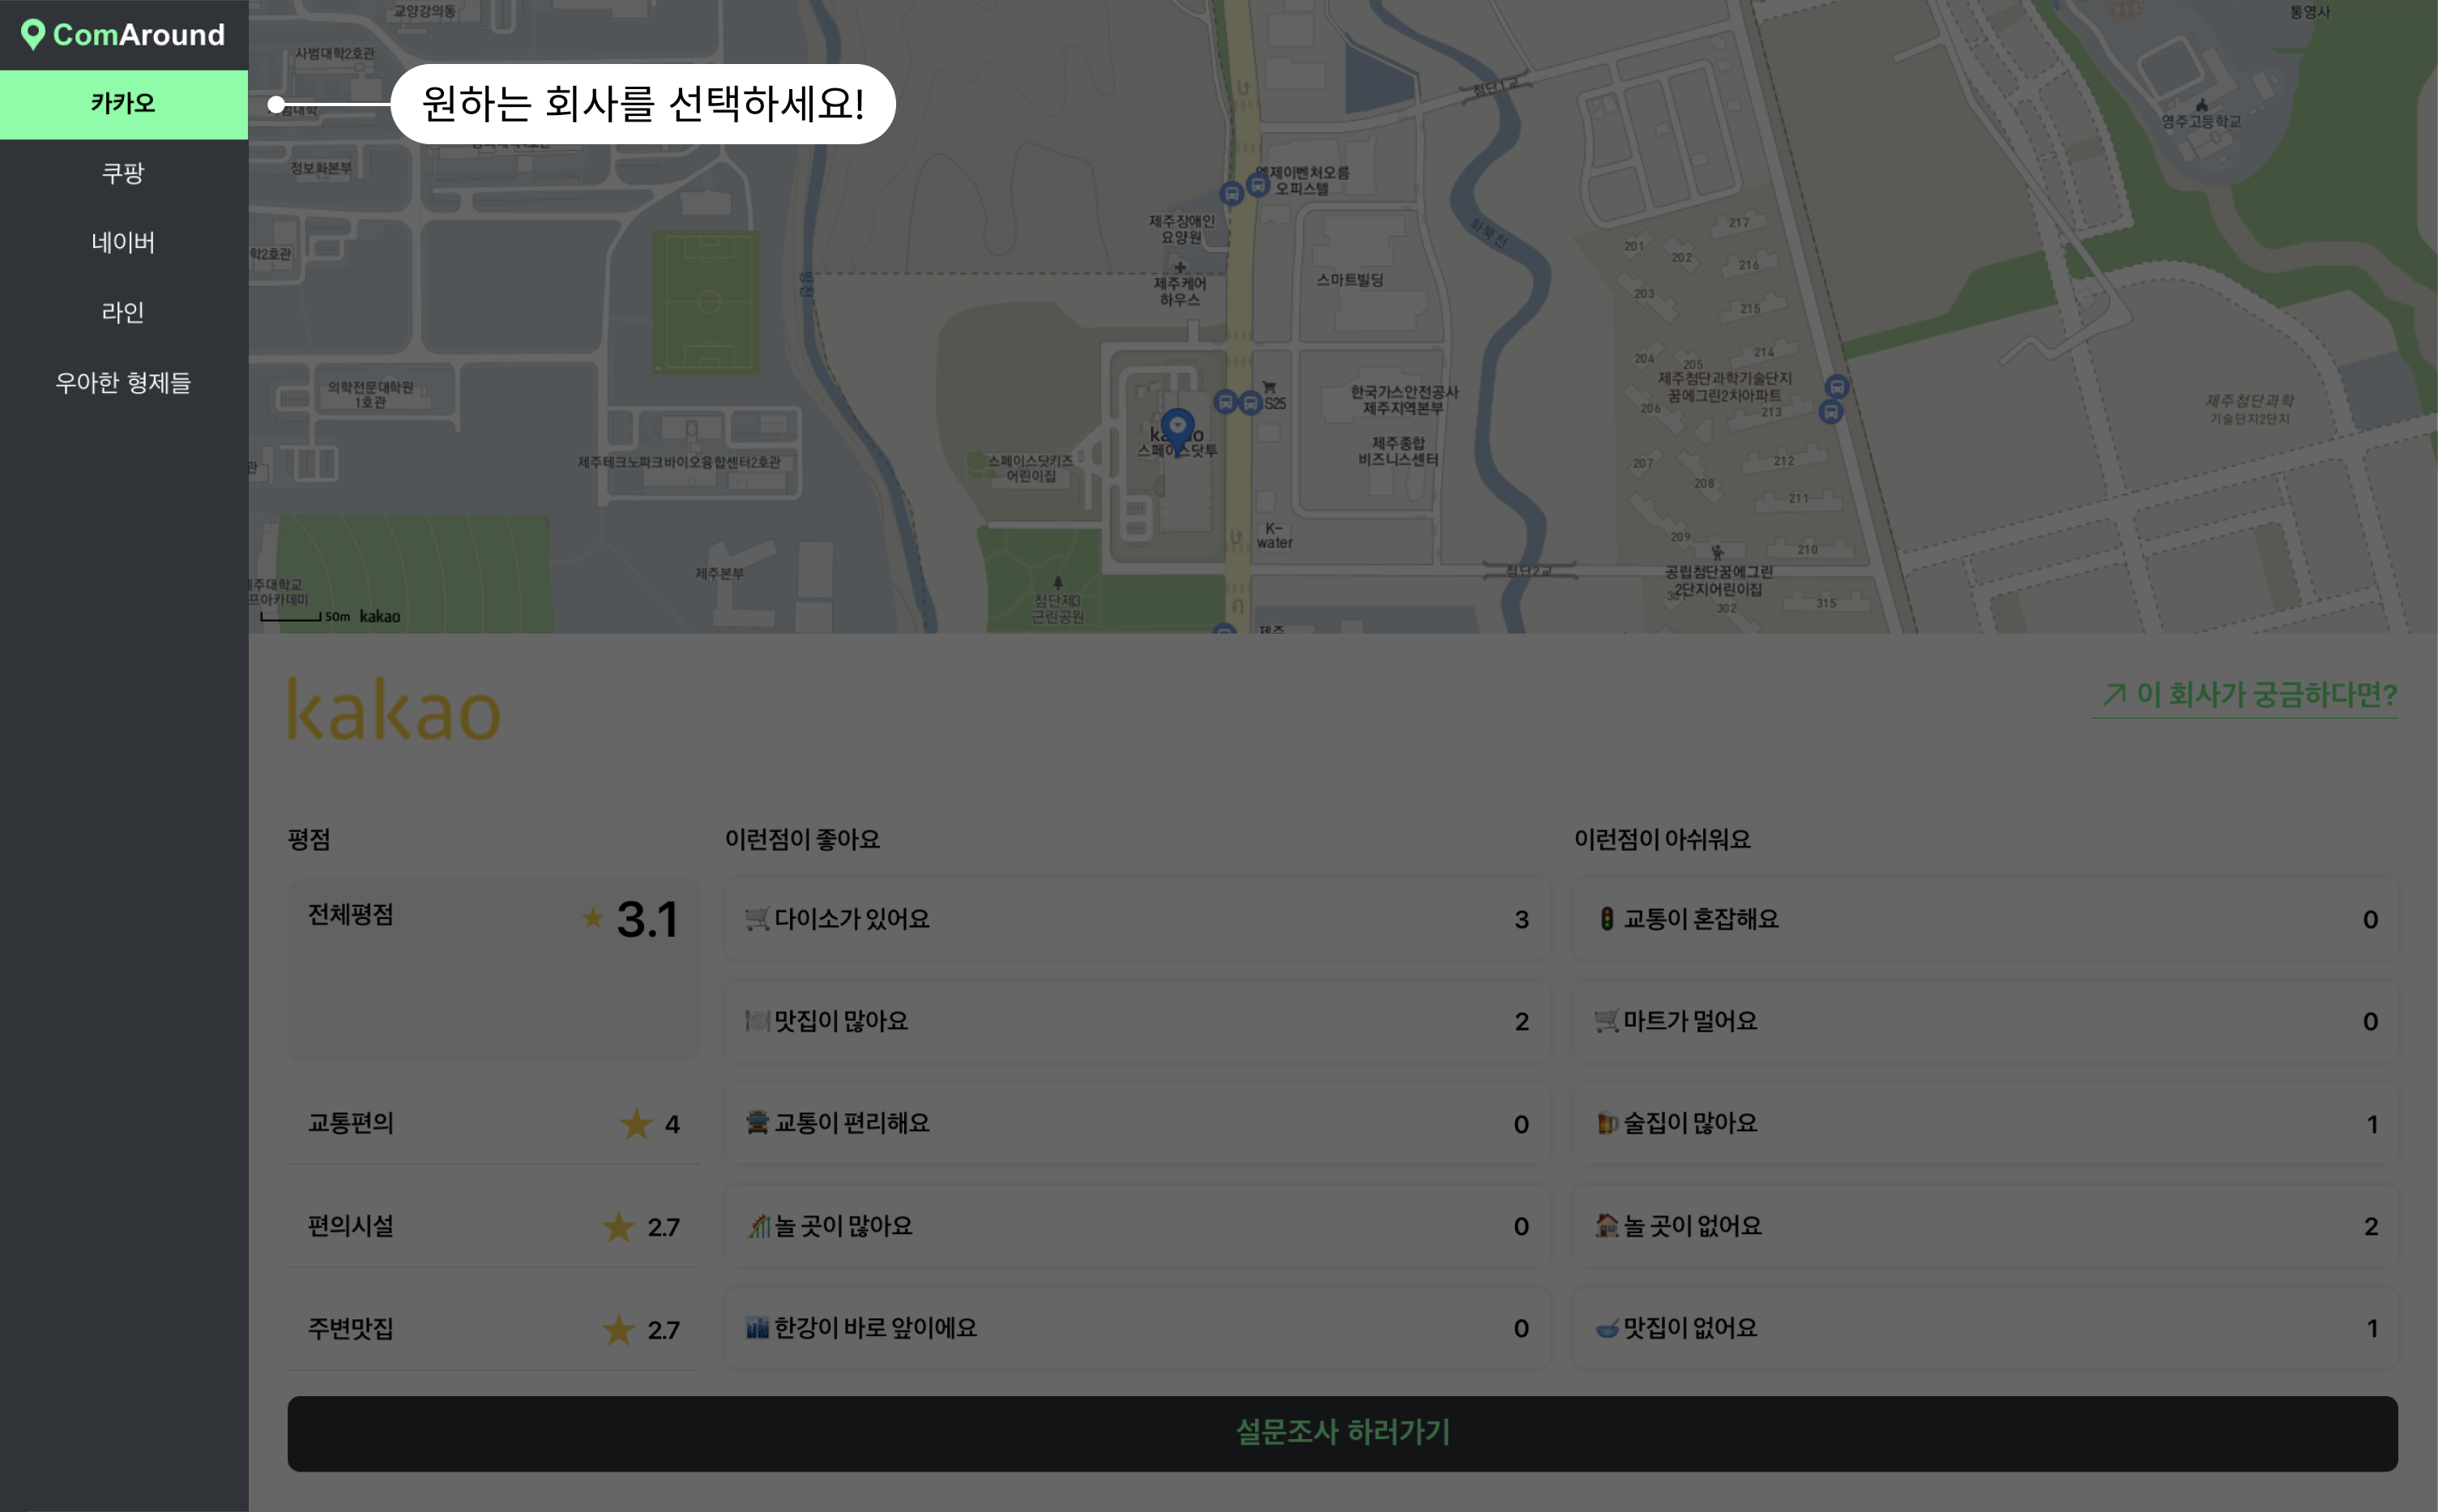 ComAround
카카오
쿠팡
네이버
라인
우아한 형제들
원하는 회사를 선택하세요!
교양강의동
사범대학2호관
정보화본부
학2호관
의학전문대학원
1호관
제주테크노파크바이오융합센터2호관
제주본부
50m kakao
엘제이벤처오름
오피스텔
제주장애인
요양원
제주케어
하우스
스마트빌딩
첨단1교
화북천
S25
한국가스안전공사
제주지역본부
제주종합
비즈니스센터
kakao
스페이스닷투
스페이스닷키즈
어린이집
K-
water
첨단제3
근린공원
첨단2교
제주
통영사
영주고등학교
217
201
202
216
203
215
204
205
214
제주첨단과학기술단지
꿈에그린2차아파트
206
213
207
212
208
211
209
210
공립첨단꿈에그린
2단지어린이집
302
315
제주첨단과학
기술단지2단지
kakao
이 회사가 궁금하다면?
평점
전체평점 3.1
교통편의 4
편의시설 2.7
주변맛집 2.7
이런점이 좋아요
다이소가 있어요 3
맛집이 많아요 2
교통이 편리해요 0
놀 곳이 많아요 0
한강이 바로 앞이에요 0
이런점이 아쉬워요
교통이 혼잡해요 0
마트가 멀어요 0
술집이 많아요 1
놀 곳이 없어요 2
맛집이 없어요 1
설문조사 하러가기